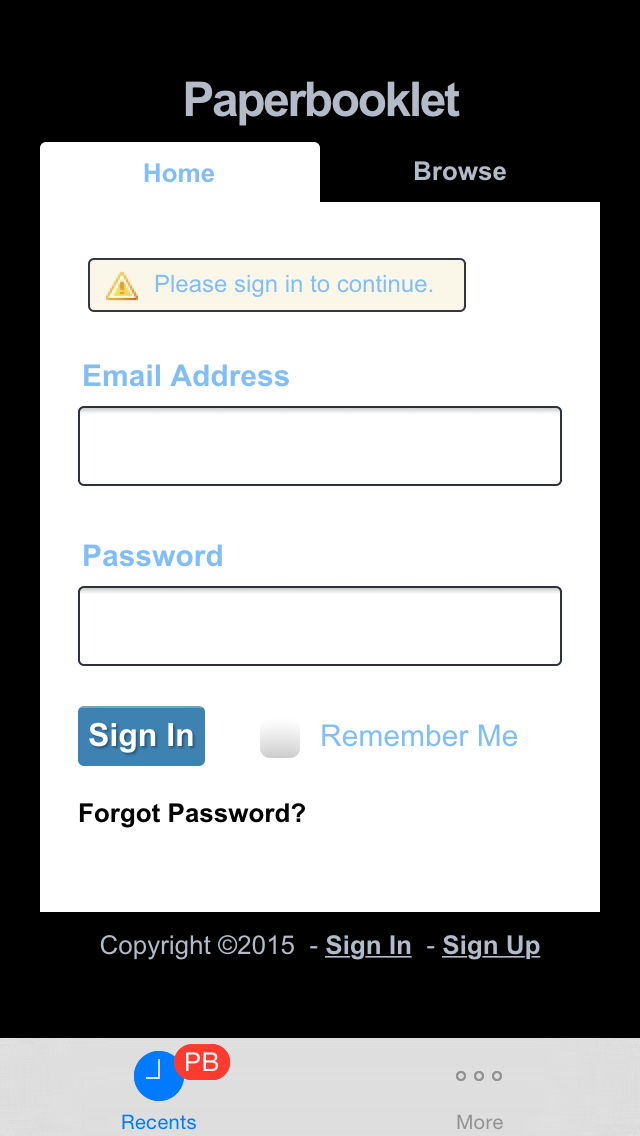 Paperbooklet
Home
Browse
Please sign in to continue.
Email Address
Password
Sign In
Remember Me
Forgot Password?
Copyright ©2015 - Sign In - Sign Up
PB
Recents
More